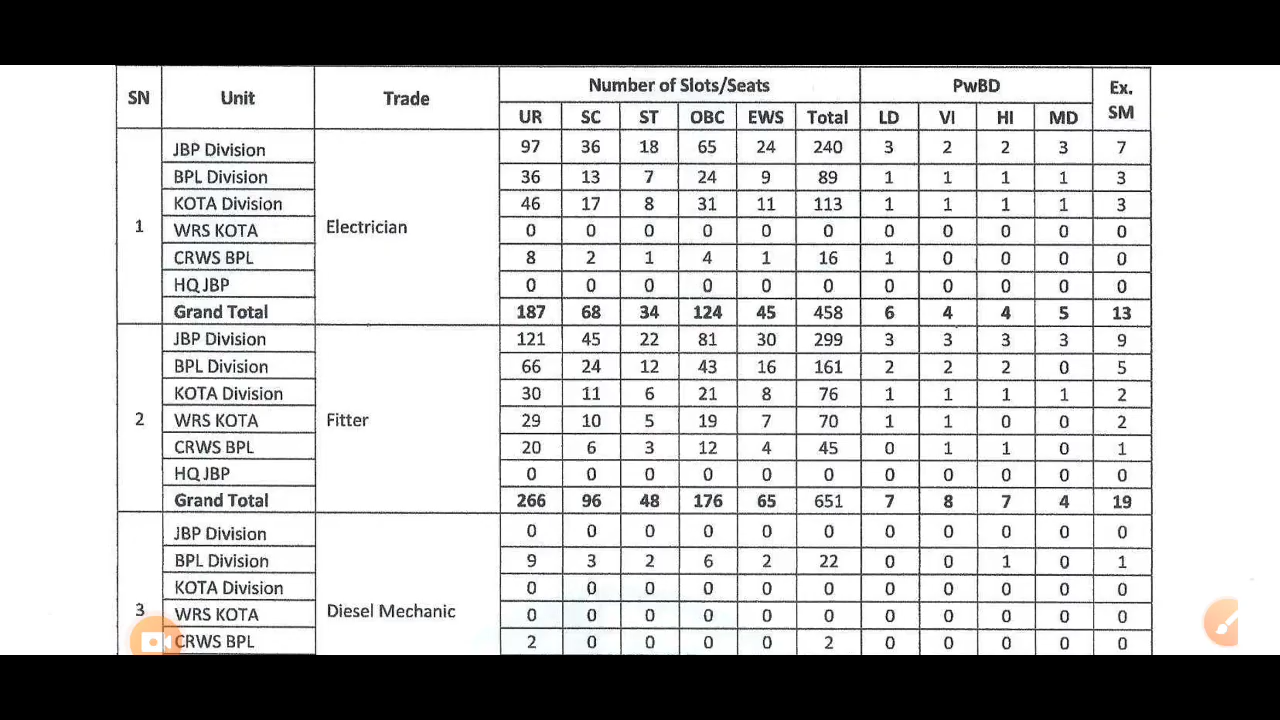 SN Unit Trade Number of Slots/Seats PwBD Ex. SM
UR SC ST OBC EWS Total LD VI HI MD
1 Electrician
JBP Division 97 36 18 65 24 240 3 2 2 3 7
BPL Division 36 13 7 24 9 89 1 1 1 1 3
KOTA Division 46 17 8 31 11 113 1 1 1 1 3
WRS KOTA 0 0 0 0 0 0 0 0 0 0 0
CRWS BPL 8 2 1 4 1 16 1 0 0 0 0
HQ JBP 0 0 0 0 0 0 0 0 0 0 0
Grand Total 187 68 34 124 45 458 6 4 4 5 13
2 Fitter
JBP Division 121 45 22 81 30 299 3 3 3 3 9
BPL Division 66 24 12 43 16 161 2 2 2 0 5
KOTA Division 30 11 6 21 8 76 1 1 1 1 2
WRS KOTA 29 10 5 19 7 70 1 1 0 0 2
CRWS BPL 20 6 3 12 4 45 0 1 1 0 1
HQ JBP 0 0 0 0 0 0 0 0 0 0 0
Grand Total 266 96 48 176 65 651 7 8 7 4 19
3 Diesel Mechanic
JBP Division 0 0 0 0 0 0 0 0 0 0 0
BPL Division 9 3 2 6 2 22 0 0 1 0 1
KOTA Division 0 0 0 0 0 0 0 0 0 0 0
WRS KOTA 0 0 0 0 0 0 0 0 0 0 0
CRWS BPL 2 0 0 0 0 2 0 0 0 0 0